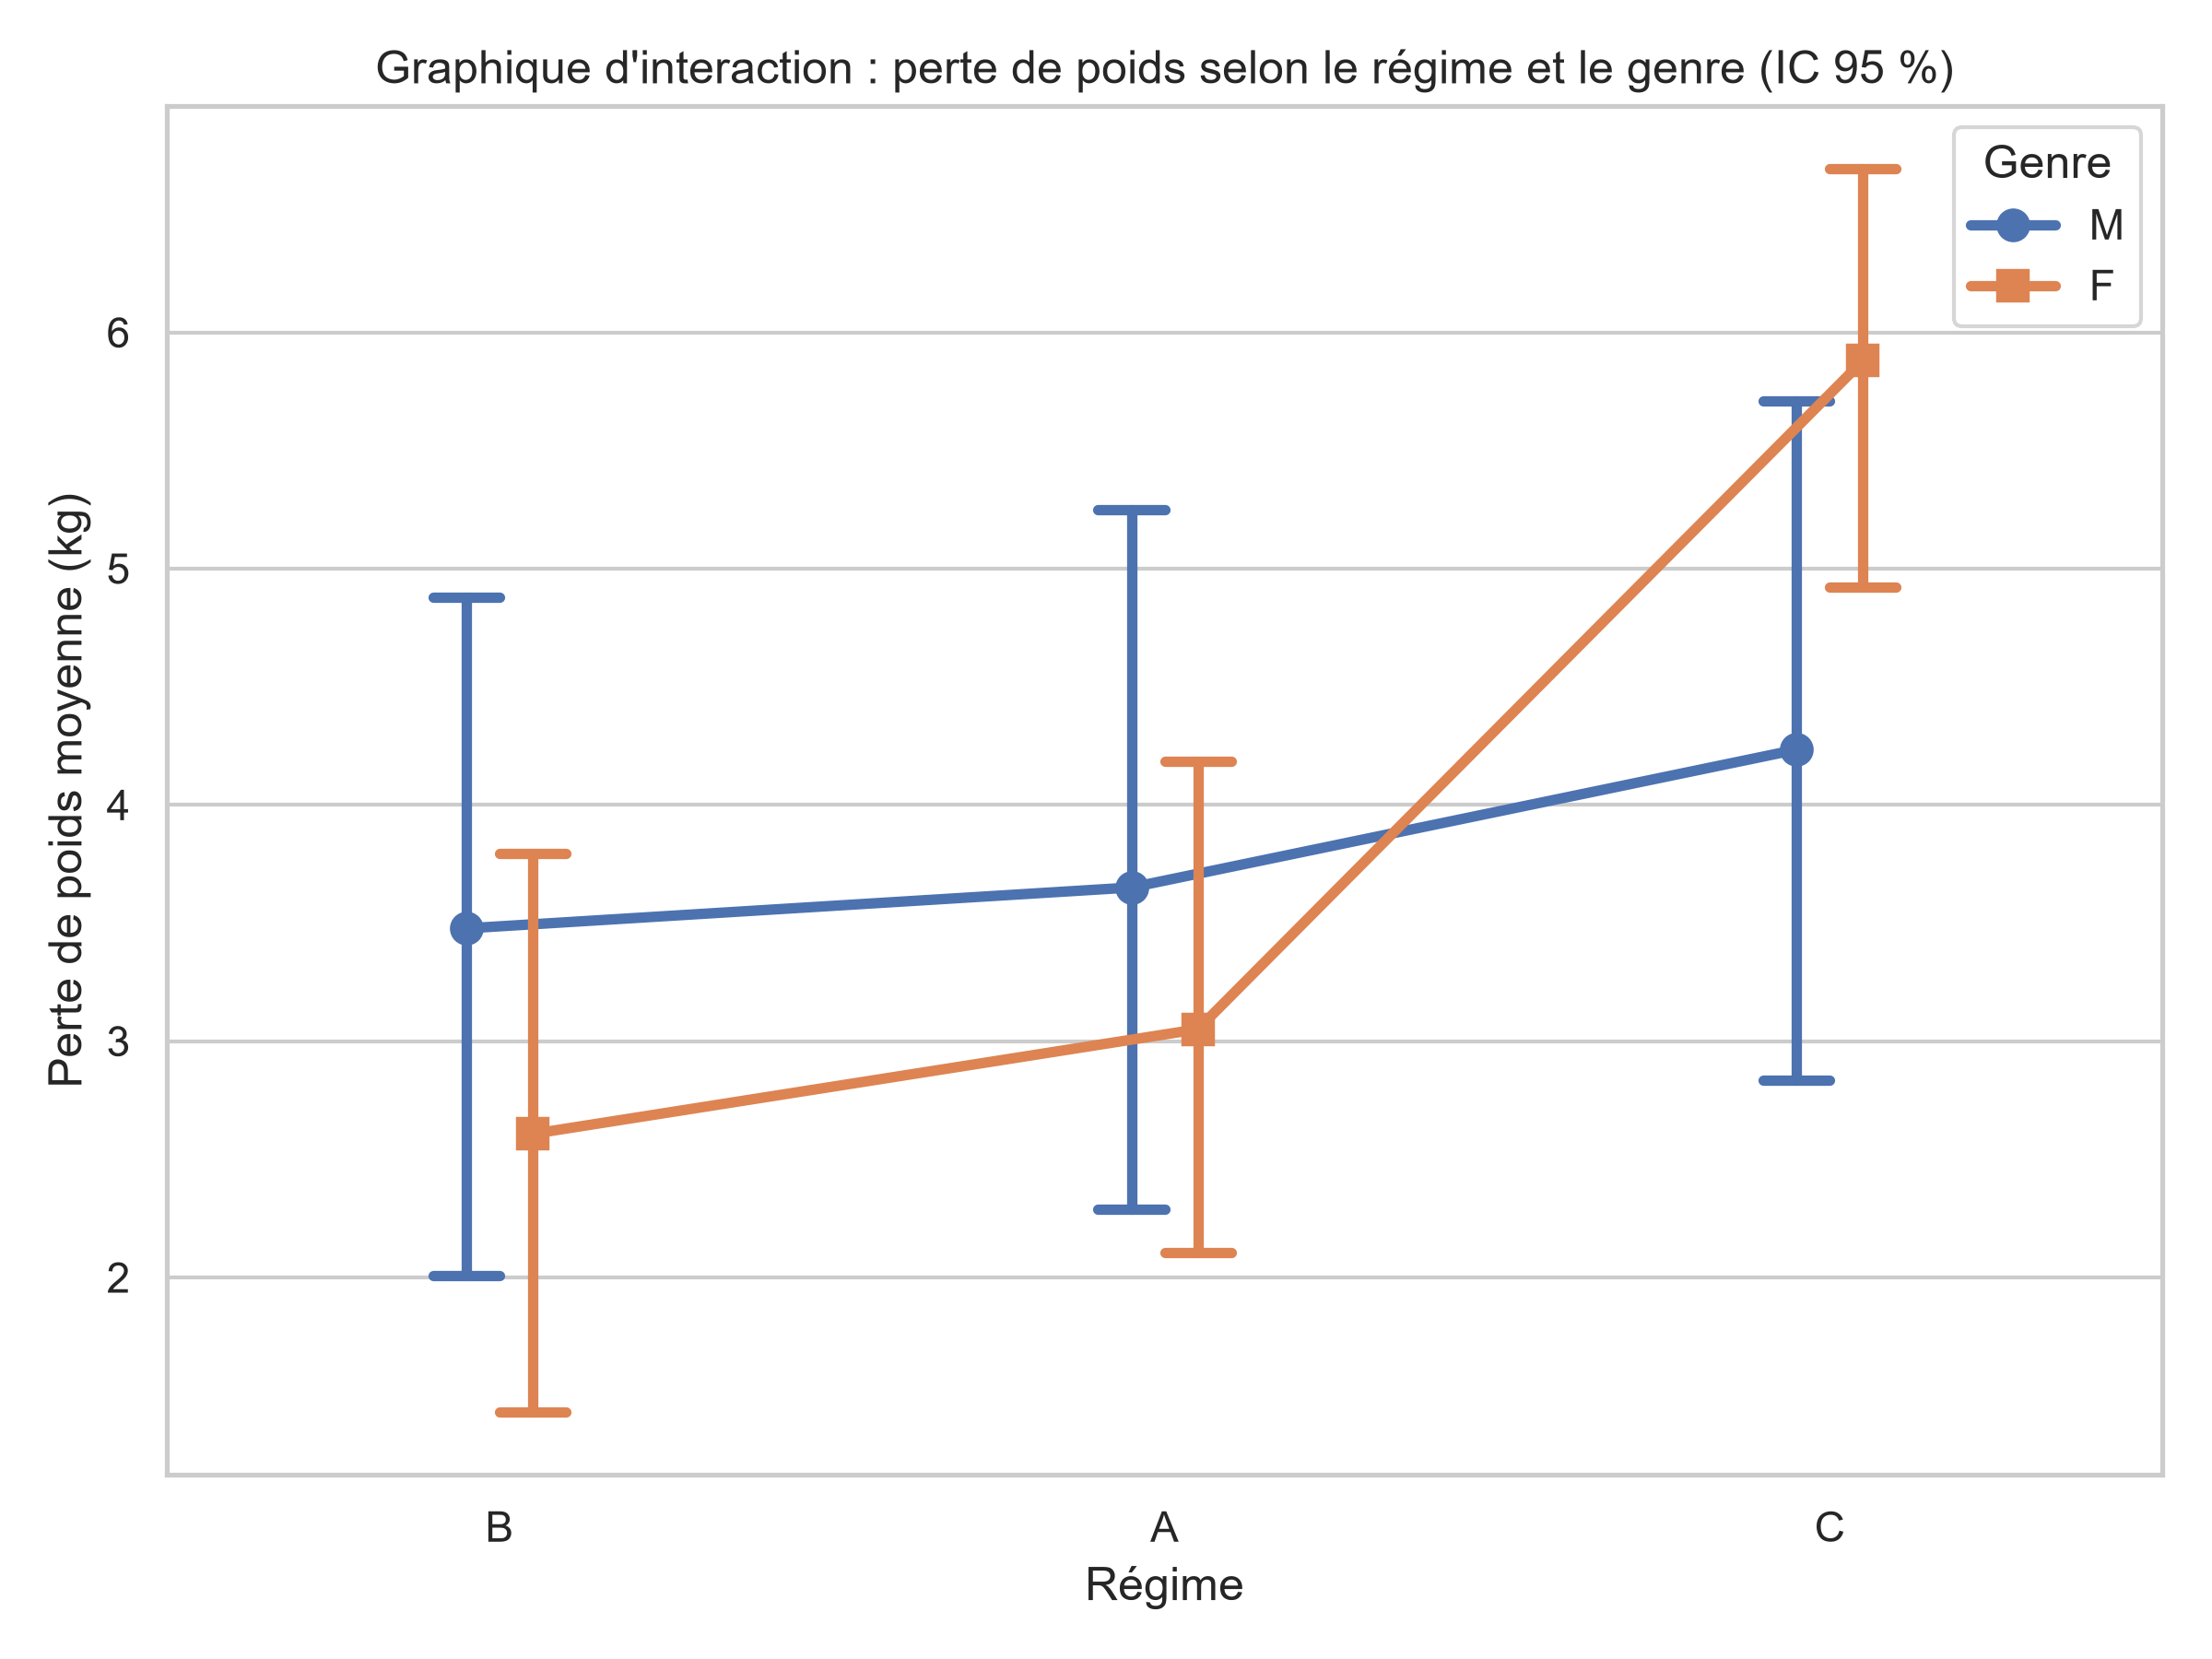 Graphique d'interaction : perte de poids selon le régime et le genre (IC 95 %)
Genre
M
F
Perte de poids moyenne (kg)
6
5
4
3
2
B A C
Régime